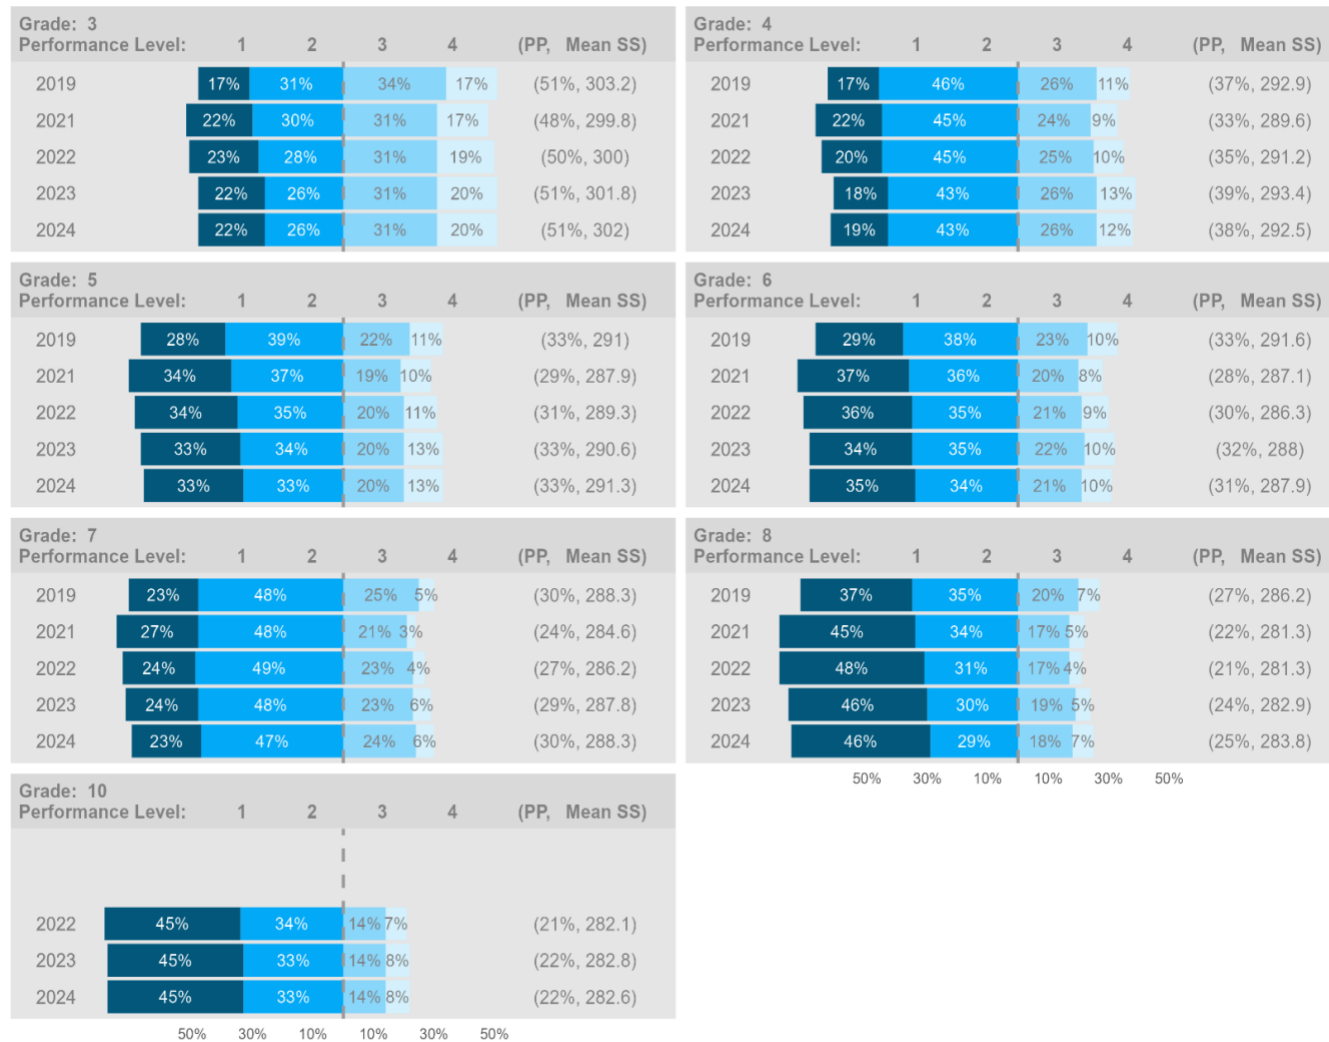 Grade: 3
Performance Level: 1 2 3 4 (PP, Mean SS)
2019 17% 31% 34% 17% (51%, 303.2)
2021 22% 30% 31% 17% (48%, 299.8)
2022 23% 28% 31% 19% (50%, 300)
2023 22% 26% 31% 20% (51%, 301.8)
2024 22% 26% 31% 20% (51%, 302)
Grade: 4
Performance Level: 1 2 3 4 (PP, Mean SS)
2019 17% 46% 26% 11% (37%, 292.9)
2021 22% 45% 24% 9% (33%, 289.6)
2022 20% 45% 25% 10% (35%, 291.2)
2023 18% 43% 26% 13% (39%, 293.4)
2024 19% 43% 26% 12% (38%, 292.5)
Grade: 5
Performance Level: 1 2 3 4 (PP, Mean SS)
2019 28% 39% 22% 11% (33%, 291)
2021 34% 37% 19% 10% (29%, 287.9)
2022 34% 35% 20% 11% (31%, 289.3)
2023 33% 34% 20% 13% (33%, 290.6)
2024 33% 33% 20% 13% (33%, 291.3)
Grade: 6
Performance Level: 1 2 3 4 (PP, Mean SS)
2019 29% 38% 23% 10% (33%, 291.6)
2021 37% 36% 20% 8% (28%, 287.1)
2022 36% 35% 21% 9% (30%, 286.3)
2023 34% 35% 22% 10% (32%, 288)
2024 35% 34% 21% 10% (31%, 287.9)
Grade: 7
Performance Level: 1 2 3 4 (PP, Mean SS)
2019 23% 48% 25% 5% (30%, 288.3)
2021 27% 48% 21% 3% (24%, 284.6)
2022 24% 49% 23% 4% (27%, 286.2)
2023 24% 48% 23% 6% (29%, 287.8)
2024 23% 47% 24% 6% (30%, 288.3)
Grade: 8
Performance Level: 1 2 3 4 (PP, Mean SS)
2019 37% 35% 20% 7% (27%, 286.2)
2021 45% 34% 17% 5% (22%, 281.3)
2022 48% 31% 17% 4% (21%, 281.3)
2023 46% 30% 19% 5% (24%, 282.9)
2024 46% 29% 18% 7% (25%, 283.8)
50% 30% 10% 10% 30% 50%
Grade: 10
Performance Level: 1 2 3 4 (PP, Mean SS)
2022 45% 34% 14% 7% (21%, 282.1)
2023 45% 33% 14% 8% (22%, 282.8)
2024 45% 33% 14% 8% (22%, 282.6)
50% 30% 10% 10% 30% 50%